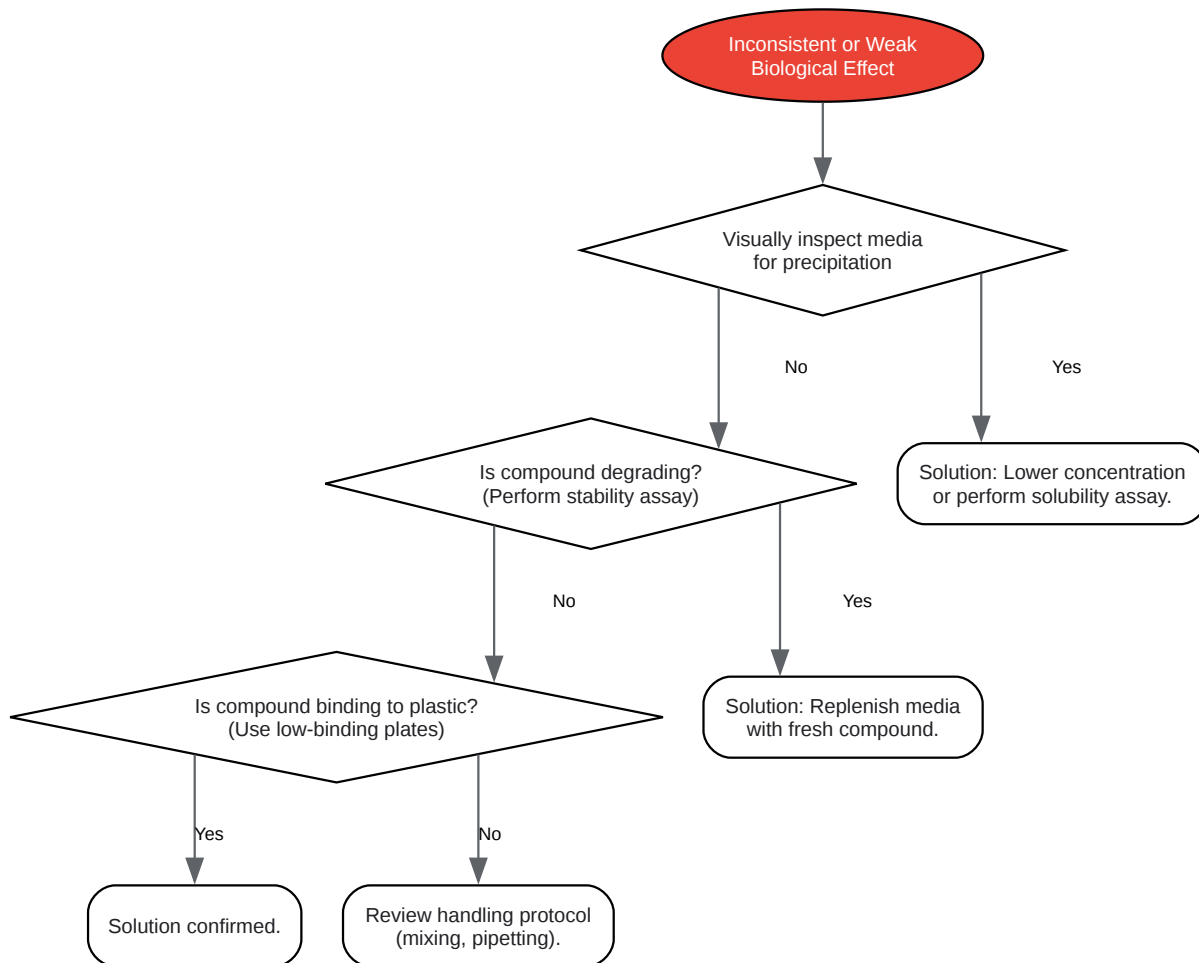 Inconsistent or Weak
Biological Effect
Visually inspect media
for precipitation
No
Yes
Is compound degrading?
(Perform stability assay)
Solution: Lower concentration
or perform solubility assay.
No
Yes
Is compound binding to plastic?
(Use low-binding plates)
Solution: Replenish media
with fresh compound.
Yes
No
Solution confirmed.
Review handling protocol
(mixing, pipetting).